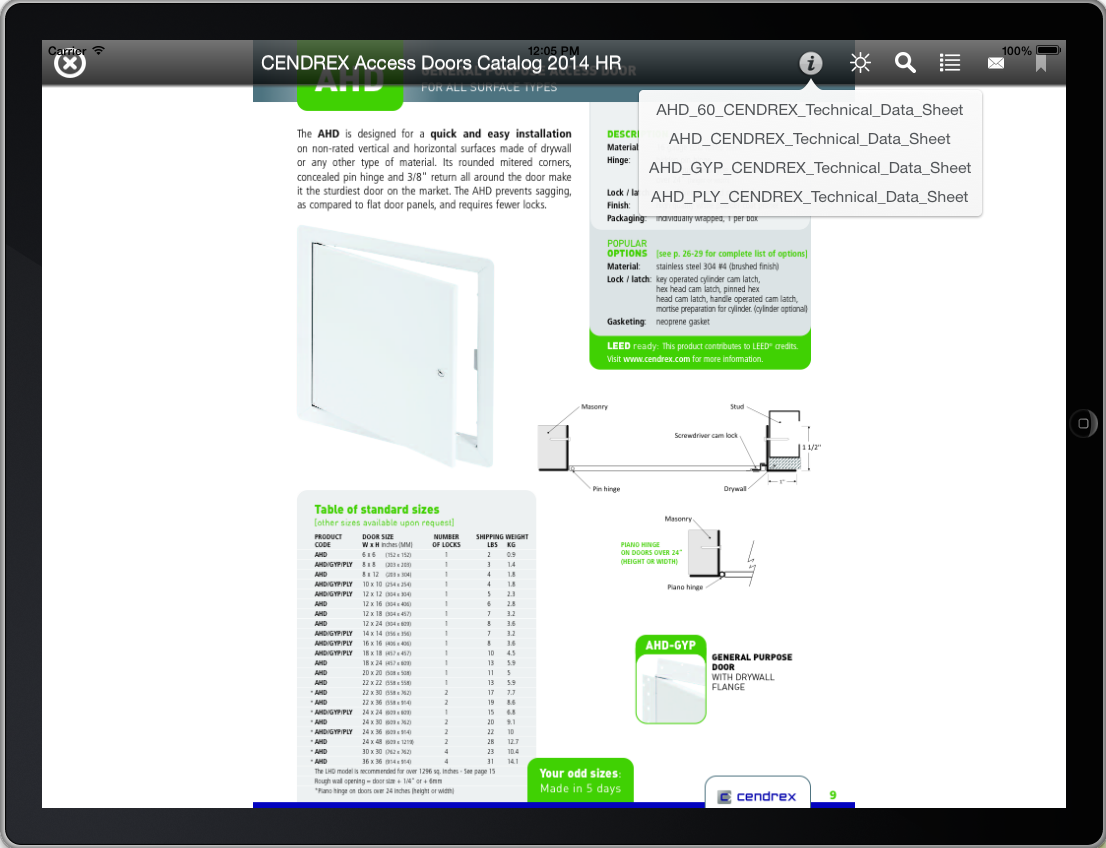 Carrier
12:05 PM
100%
CENDREX Access Doors Catalog 2014 HR
i
AHD_60_CENDREX_Technical_Data_Sheet
AHD_CENDREX_Technical_Data_Sheet
AHD_GYP_CENDREX_Technical_Data_Sheet
AHD_PLY_CENDREX_Technical_Data_Sheet
AHD
GENERAL PURPOSE ACCESS DOOR
FOR ALL SURFACE TYPES
The AHD is designed for a quick and easy installation
on non-rated vertical and horizontal surfaces made of drywall
or any other type of material. Its rounded mitered corners,
concealed pin hinge and 3/8" return all around the door make
it the sturdiest door on the market. The AHD prevents sagging,
as compared to flat door panels, and requires fewer locks.
Hinge:
Finish:
Packaging: individually wrapped, 1 per box
POPULAR
OPTIONS [see p. 26-29 for complete list of options]
Material: stainless steel 304 #4 (brushed finish)
Lock / latch: key operated cylinder cam latch,
hex head cam latch, pinned hex
head cam latch, handle operated cam latch,
mortise preparation for cylinder. (cylinder optional)
Gasketing: neoprene gasket
LEED ready: This product contributes to LEED® credits.
Visit www.cendrex.com for more information.
Masonry
Stud
Screwdriver cam lock
1 1/2"
Pin hinge
Drywall
1"
Masonry
PIANO HINGE
ON DOORS OVER 24"
(HEIGHT OR WIDTH)
Piano hinge
Table of standard sizes
[other sizes available upon request]
PRODUCT DOOR SIZE NUMBER SHIPPING WEIGHT
CODE W x H inches (MM) OF LOCKS LBS KG
AHD 6 x 6 (152 x 152) 1 2 0.9
AHD/GYP/PLY 8 x 8 (203 x 203) 1 3 1.4
AHD 8 x 12 (203 x 304) 1 4 1.8
AHD/GYP/PLY 10 x 10 (254 x 254) 1 4 1.8
AHD/GYP/PLY 12 x 12 (304 x 304) 1 5 2.3
AHD 12 x 16 (304 x 406) 1 6 2.8
AHD 12 x 18 (304 x 457) 1 7 3.2
AHD 12 x 24 (304 x 609) 1 8 3.6
AHD/GYP/PLY 14 x 14 (356 x 356) 1 7 3.2
AHD/GYP/PLY 16 x 16 (406 x 406) 1 8 3.6
AHD/GYP/PLY 18 x 18 (457 x 457) 1 10 4.5
AHD 18 x 24 (457 x 609) 1 13 5.9
AHD 20 x 20 (508 x 508) 1 11 5
AHD 22 x 22 (558 x 558) 1 13 5.9
* AHD 22 x 30 (558 x 762) 2 17 7.7
* AHD 22 x 36 (558 x 914) 2 19 8.6
* AHD/GYP/PLY 24 x 24 (609 x 609) 1 15 6.8
* AHD 24 x 30 (609 x 762) 2 20 9.1
* AHD/GYP/PLY 24 x 36 (609 x 914) 2 22 10
* AHD 24 x 48 (609 x 1219) 2 28 12.7
* AHD 30 x 30 (762 x 762) 4 23 10.4
* AHD 36 x 36 (914 x 914) 4 31 14.1
The LHD model is recommended for over 1296 sq. inches - See page 15
Rough wall opening = door size + 1/4" or + 6mm
*Piano hinge on doors over 24 inches (height or width)
AHD-GYP
GENERAL PURPOSE
DOOR
WITH DRYWALL
FLANGE
Your odd sizes:
Made in 5 days
cendrex
9